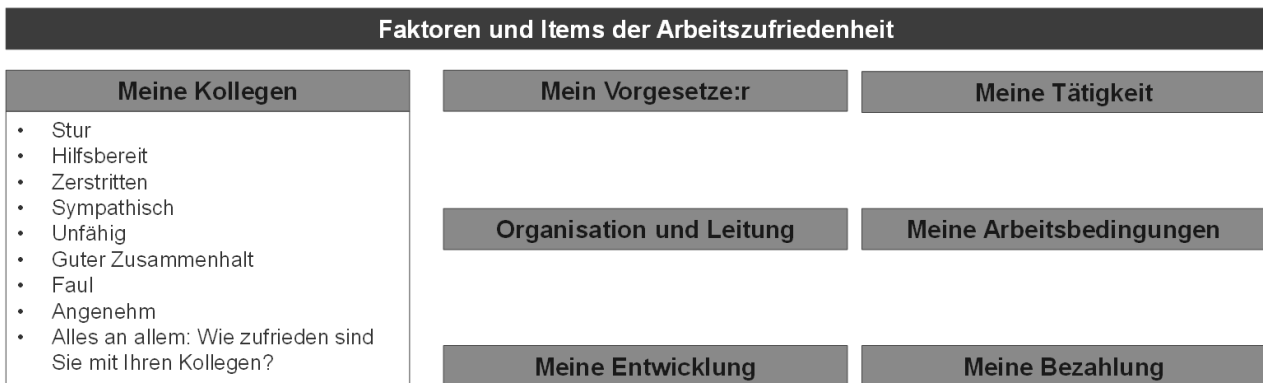 Faktoren und Items der Arbeitszufriedenheit
Meine Kollegen
• Stur
• Hilfsbereit
• Zerstritten
• Sympathisch
• Unfähig
• Guter Zusammenhalt
• Faul
• Angenehm
• Alles an allem: Wie zufrieden sind
Sie mit Ihren Kollegen?
Mein Vorgesetze:r
Meine Tätigkeit
Organisation und Leitung
Meine Arbeitsbedingungen
Meine Entwicklung
Meine Bezahlung